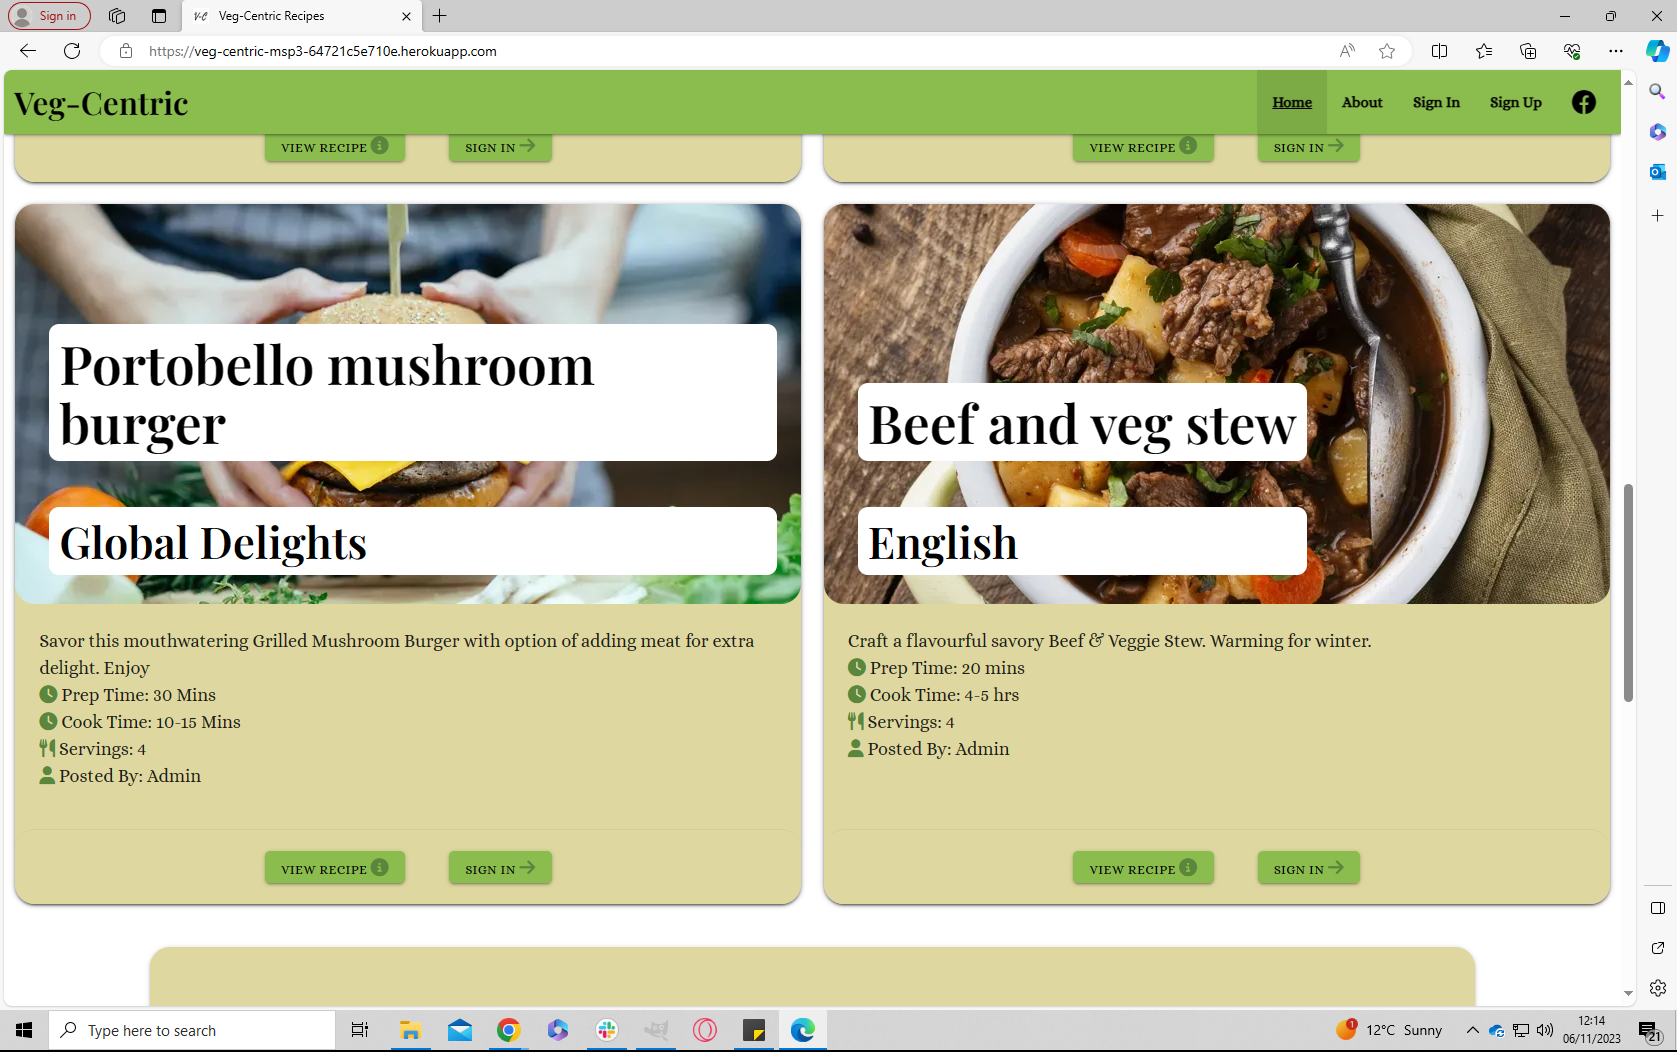 Sign in
V-C Veg-Centric Recipes
https://veg-centric-msp3-64721c5e710e.herokuapp.com
Veg-Centric
Home About Sign In Sign Up
VIEW RECIPE SIGN IN
VIEW RECIPE SIGN IN
Portobello mushroom
burger
Global Delights
Savor this mouthwatering Grilled Mushroom Burger with option of adding meat for extra
delight. Enjoy
Prep Time: 30 Mins
Cook Time: 10-15 Mins
Servings: 4
Posted By: Admin
VIEW RECIPE SIGN IN
Beef and veg stew
English
Craft a flavourful savory Beef & Veggie Stew. Warming for winter.
Prep Time: 20 mins
Cook Time: 4-5 hrs
Servings: 4
Posted By: Admin
VIEW RECIPE SIGN IN
Type here to search
1
12°C Sunny
12:14
06/11/2023
21